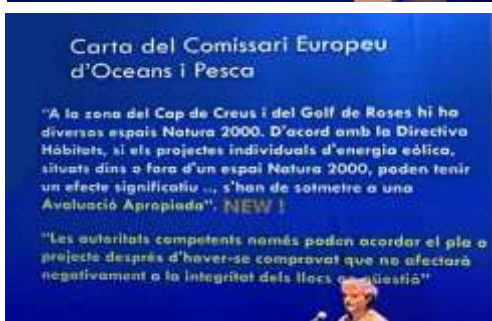 Carta del Comissari Europeu
d'Oceans i Pesca
"A la zona del Cap de Creus i del Golf de Roses hi ha
diversos espais Natura 2000. D'acord amb la Directiva
Hàbitats, si els projectes individuals d'energia eòlica,
situats dins o fora d'un espai Natura 2000, poden tenir
un efecte significatiu ..., s'han de sotmetre a una
Avaluació Apropiada". NEW !
"Les autoritats competents només poden acordar el pla o
projecte després d'haver-se comprovat que no afectarà
negativament a la integritat dels llocs en qüestió"